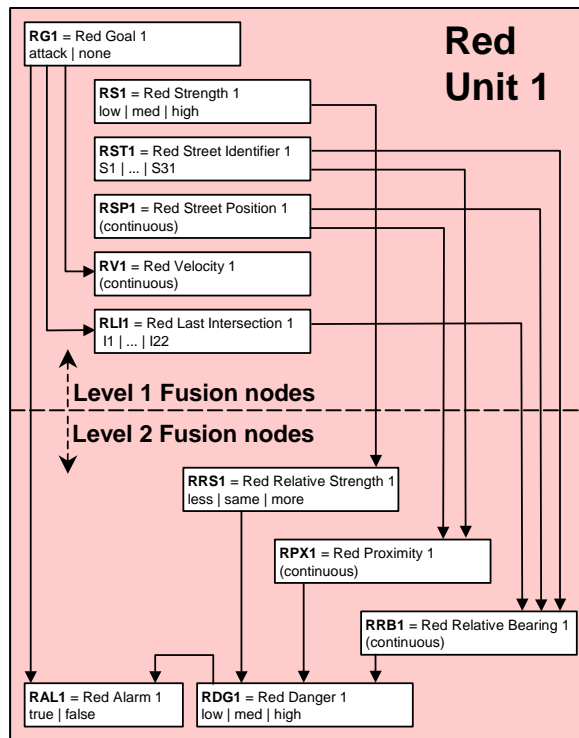 RG1 = Red Goal 1
attack | none
Red
Unit 1
RS1 = Red Strength 1
low | med | high
RST1 = Red Street Identifier 1
S1 | ... | S31
RSP1 = Red Street Position 1
(continuous)
RV1 = Red Velocity 1
(continuous)
RLI1 = Red Last Intersection 1
I1 | ... | I22
Level 1 Fusion nodes
Level 2 Fusion nodes
RRS1 = Red Relative Strength 1
less | same | more
RPX1 = Red Proximity 1
(continuous)
RRB1 = Red Relative Bearing 1
(continuous)
RAL1 = Red Alarm 1
true | false
RDG1 = Red Danger 1
low | med | high